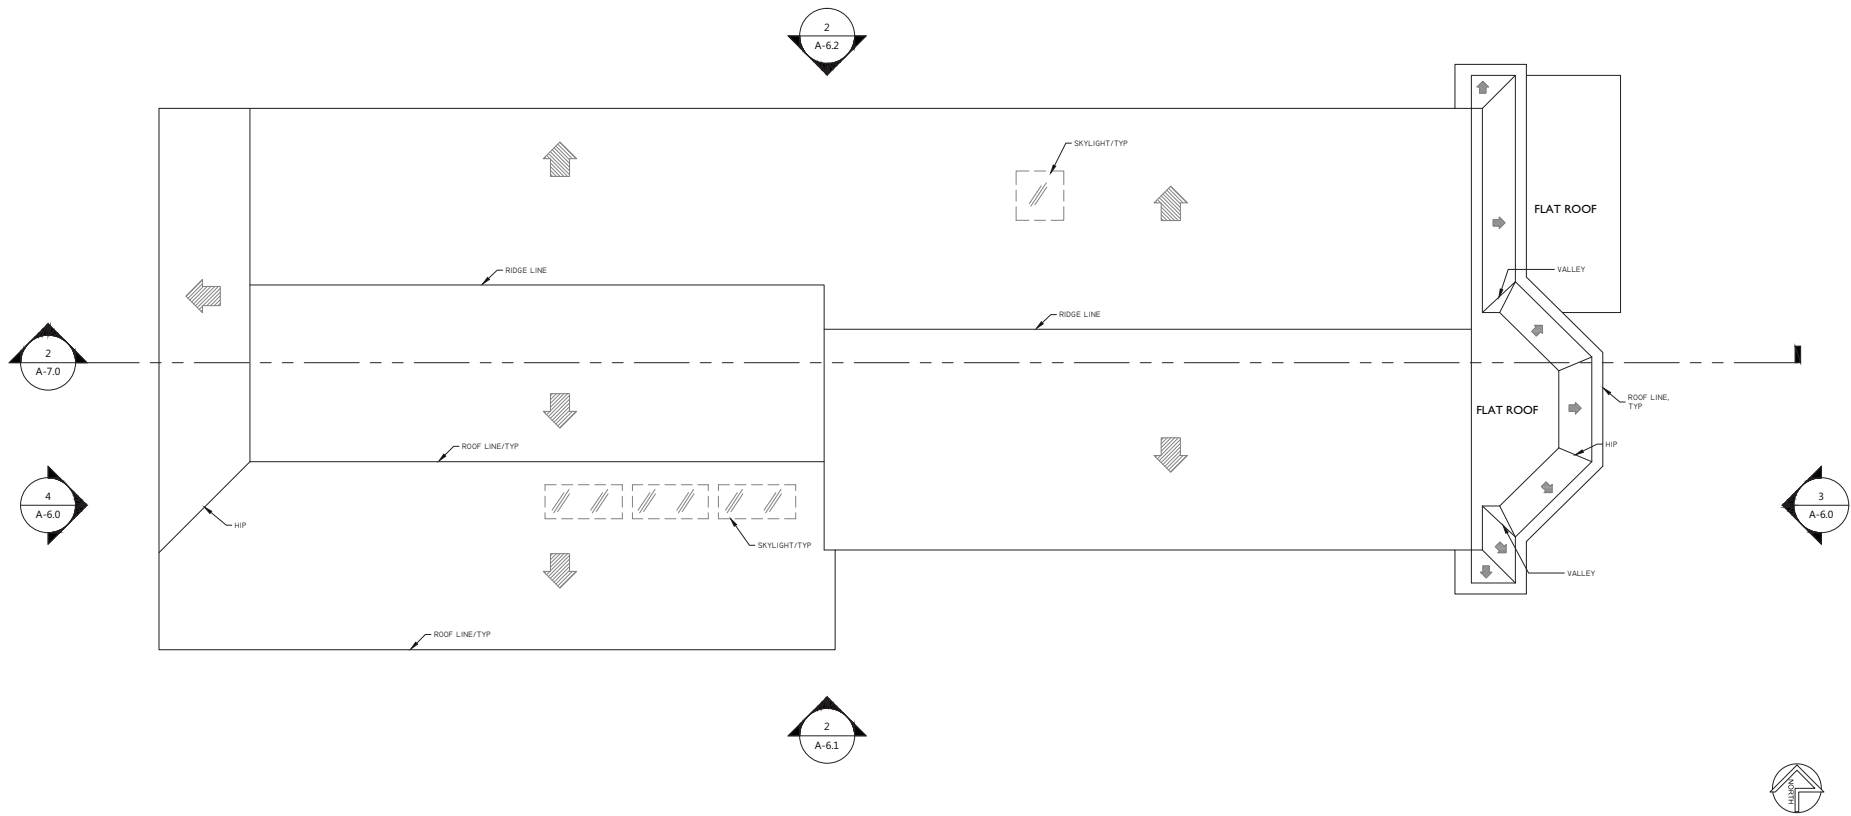 2
A-6.2
SKYLIGHT/TYP
FLAT ROOF
RIDGE LINE
VALLEY
RIDGE LINE
2
A-7.0
ROOF LINE,
TYP
FLAT ROOF
ROOF LINE/TYP
HIP
4
A-6.0
3
A-6.0
HIP
SKYLIGHT/TYP
VALLEY
ROOF LINE/TYP
2
A-6.1
NORTH